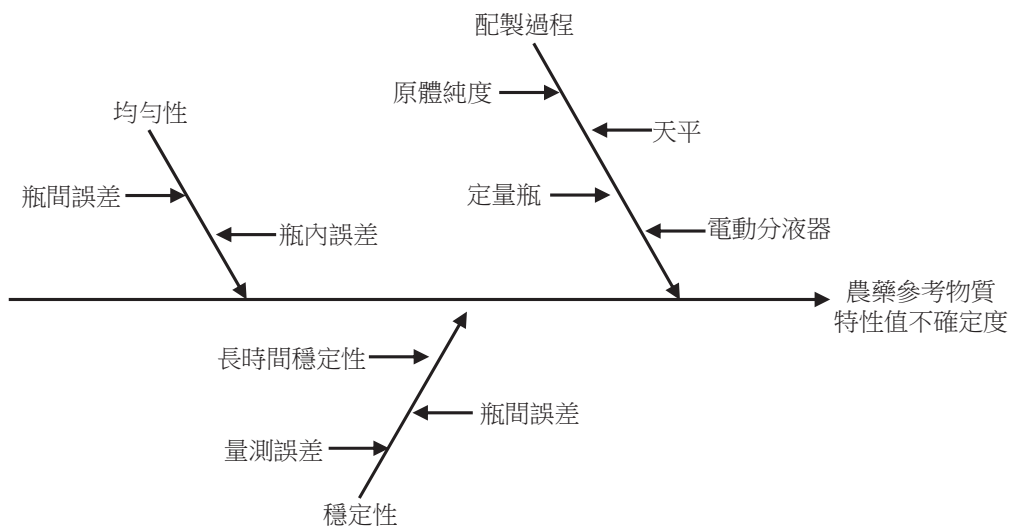 配製過程
原體純度
均勻性
天平
瓶間誤差
定量瓶
瓶內誤差
電動分液器
農藥參考物質
特性值不確定度
長時間穩定性
瓶間誤差
量測誤差
穩定性